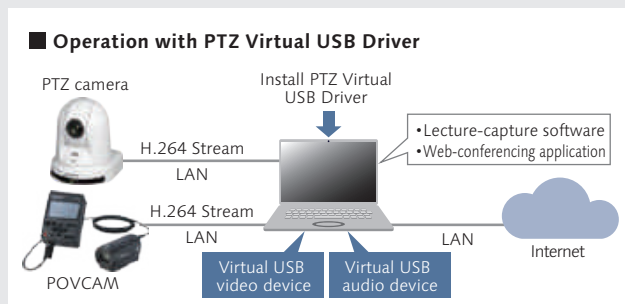 ■ Operation with PTZ Virtual USB Driver
PTZ camera
Install PTZ Virtual
USB Driver
•Lecture-capture software
•Web-conferencing application
H.264 Stream
LAN
H.264 Stream
LAN
POVCAM
Virtual USB
video device
Virtual USB
audio device
LAN
Internet